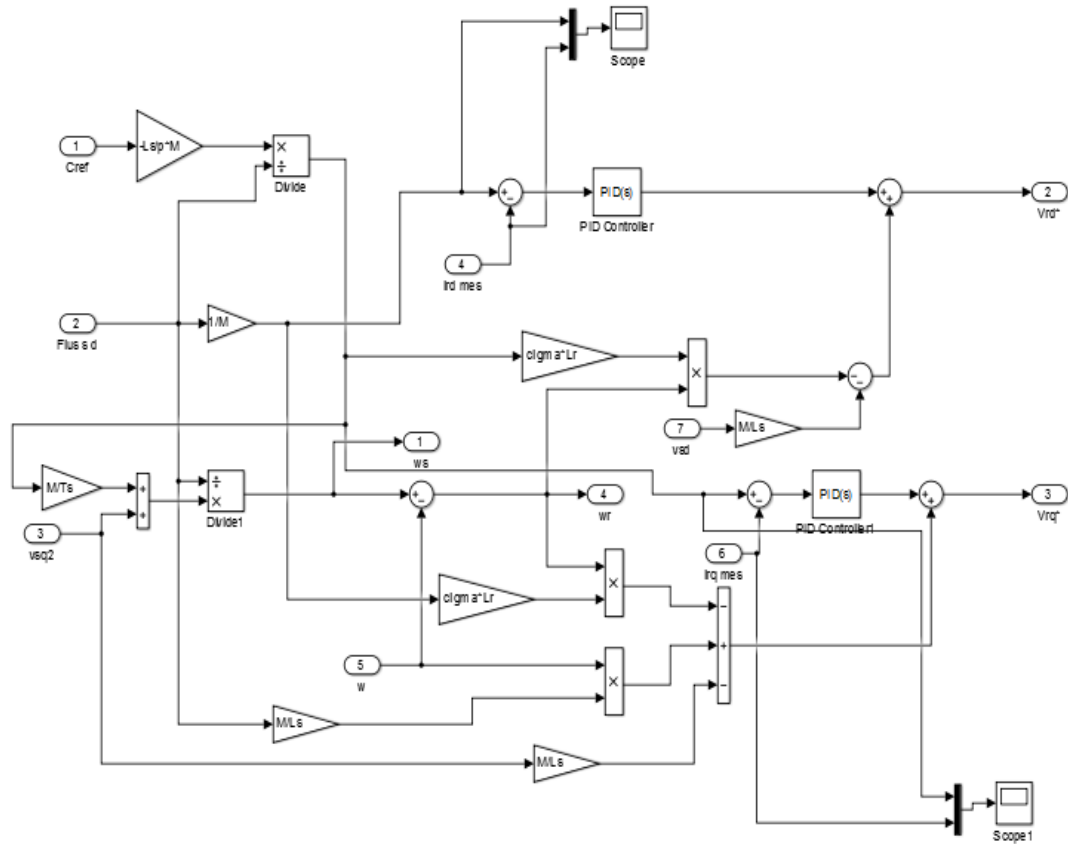 Scope
1
Cref
-Ls/p*M
×
÷
Divide
+
−
PID(s)
PID Controller
+
+
2
Vrd*
4
Ird mes
2
Flus s d
1/M
cigma*Lr
×
−
−
7
vsd
M/Ls
1
ws
M/Ts
+
+
÷
×
Divide1
+
−
4
wr
+
−
PID(s)
PID Controller1
+
+
3
Vrq*
3
vsq2
6
Irq mes
cigma*Lr
×
−
+
−
5
w
×
M/Ls
M/Ls
Scope1